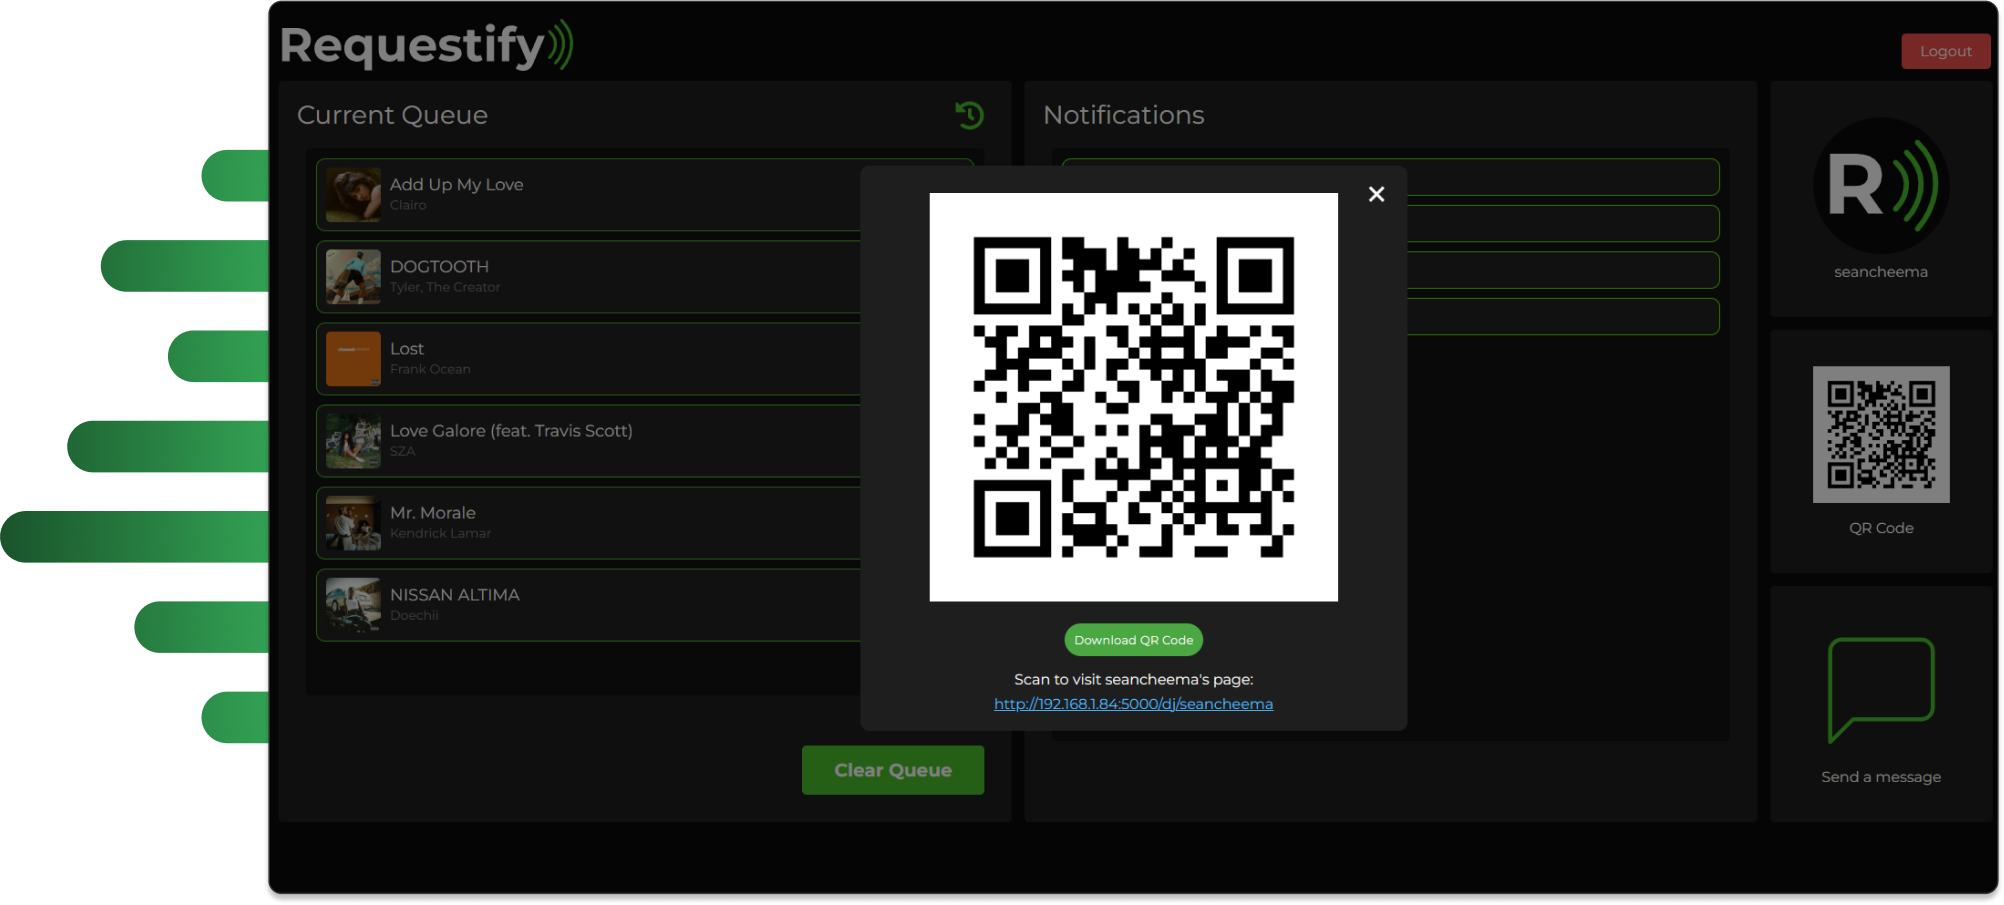 Requestify
Logout
Current Queue
Notifications
Add Up My Love
Clairo
DOGTOOTH
Tyler, The Creator
Lost
Frank Ocean
Love Galore (feat. Travis Scott)
SZA
Mr. Morale
Kendrick Lamar
NISSAN ALTIMA
Doechii
Clear Queue
Download QR Code
Scan to visit seancheema's page:
http://192.168.1.84:5000/dj/seancheema
R
seancheema
QR Code
Send a message